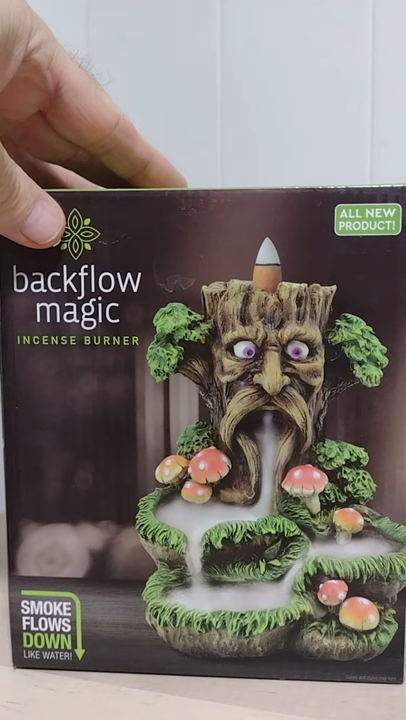 ALL NEW
PRODUCT!
backflow
magic
INCENSE BURNER
SMOKE
FLOWS
DOWN
LIKE WATER!